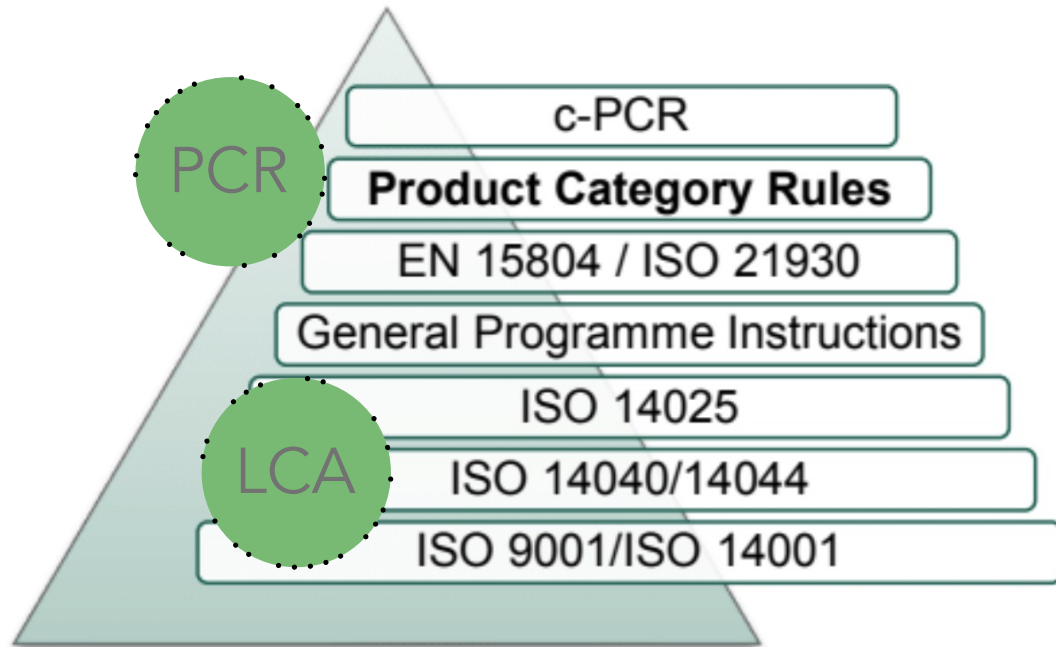 c-PCR
PCR
Product Category Rules
EN 15804 / ISO 21930
General Programme Instructions
ISO 14025
LCA
ISO 14040/14044
ISO 9001/ISO 14001